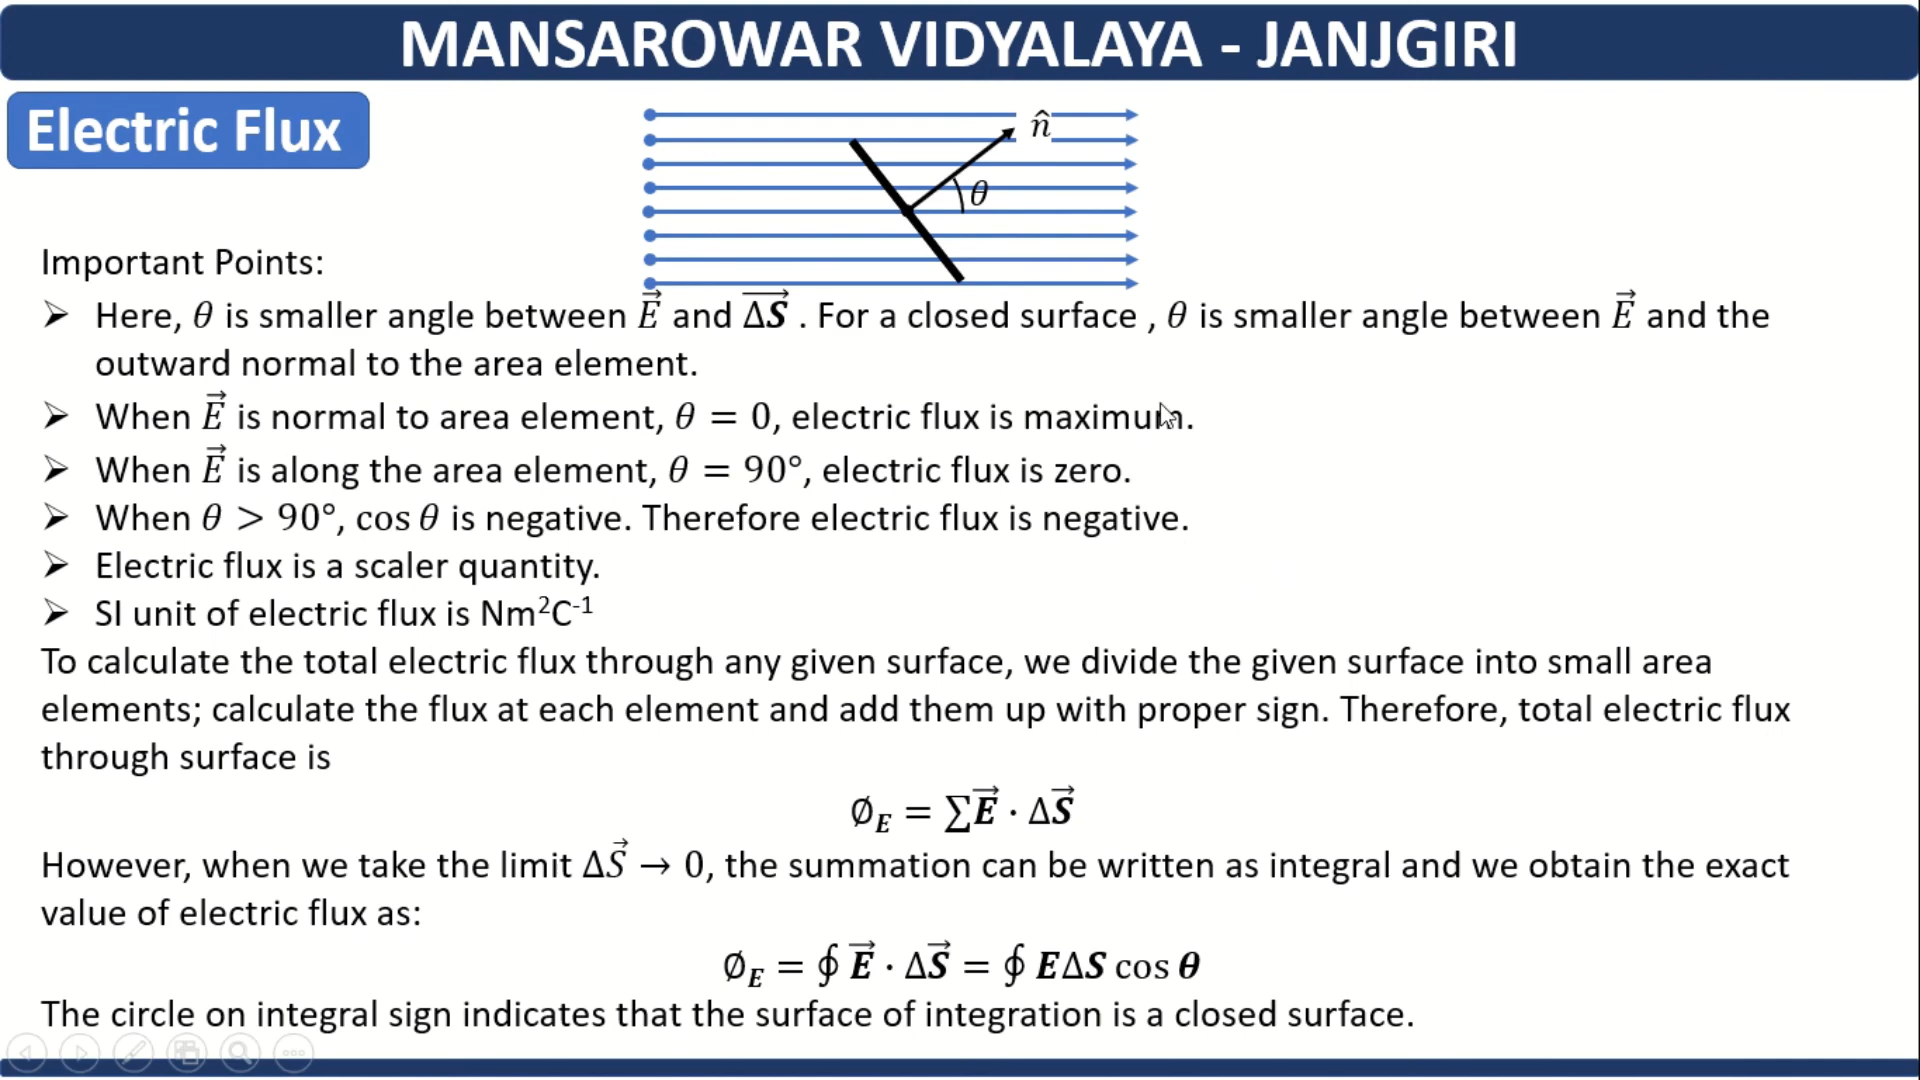 MANSAROWAR VIDYALAYA - JANJGIRI
Electric Flux
n̂
θ
Important Points:
➢ Here, θ is smaller angle between E⃗ and ΔS⃗ . For a closed surface , θ is smaller angle between E⃗ and the
outward normal to the area element.
➢ When E⃗ is normal to area element, θ = 0, electric flux is maximum.
➢ When E⃗ is along the area element, θ = 90°, electric flux is zero.
➢ When θ > 90°, cos θ is negative. Therefore electric flux is negative.
➢ Electric flux is a scaler quantity.
➢ SI unit of electric flux is Nm²C⁻¹
To calculate the total electric flux through any given surface, we divide the given surface into small area
elements; calculate the flux at each element and add them up with proper sign. Therefore, total electric flux
through surface is
∅_E = ∑E⃗ · ΔS⃗
However, when we take the limit ΔS⃗ → 0, the summation can be written as integral and we obtain the exact
value of electric flux as:
∅_E = ∮ E⃗ · ΔS⃗ = ∮ EΔS cos θ
The circle on integral sign indicates that the surface of integration is a closed surface.